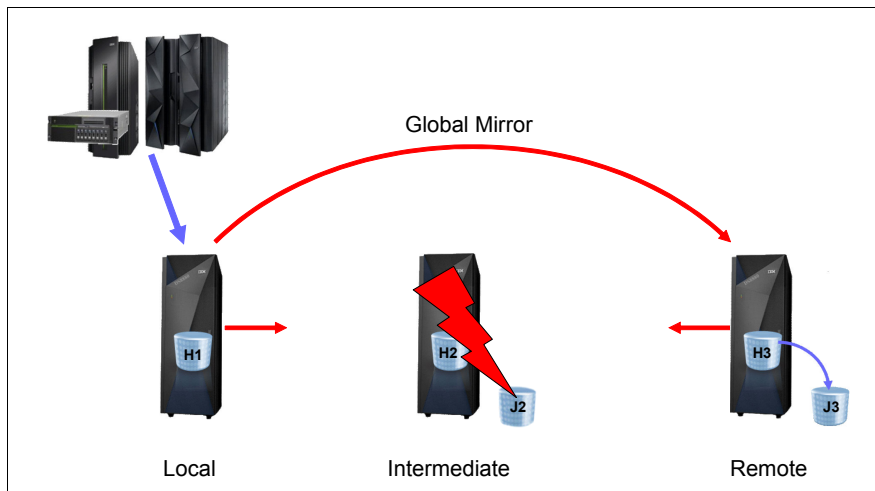 Global Mirror
H1
H2
H3
J2
J3
Local
Intermediate
Remote